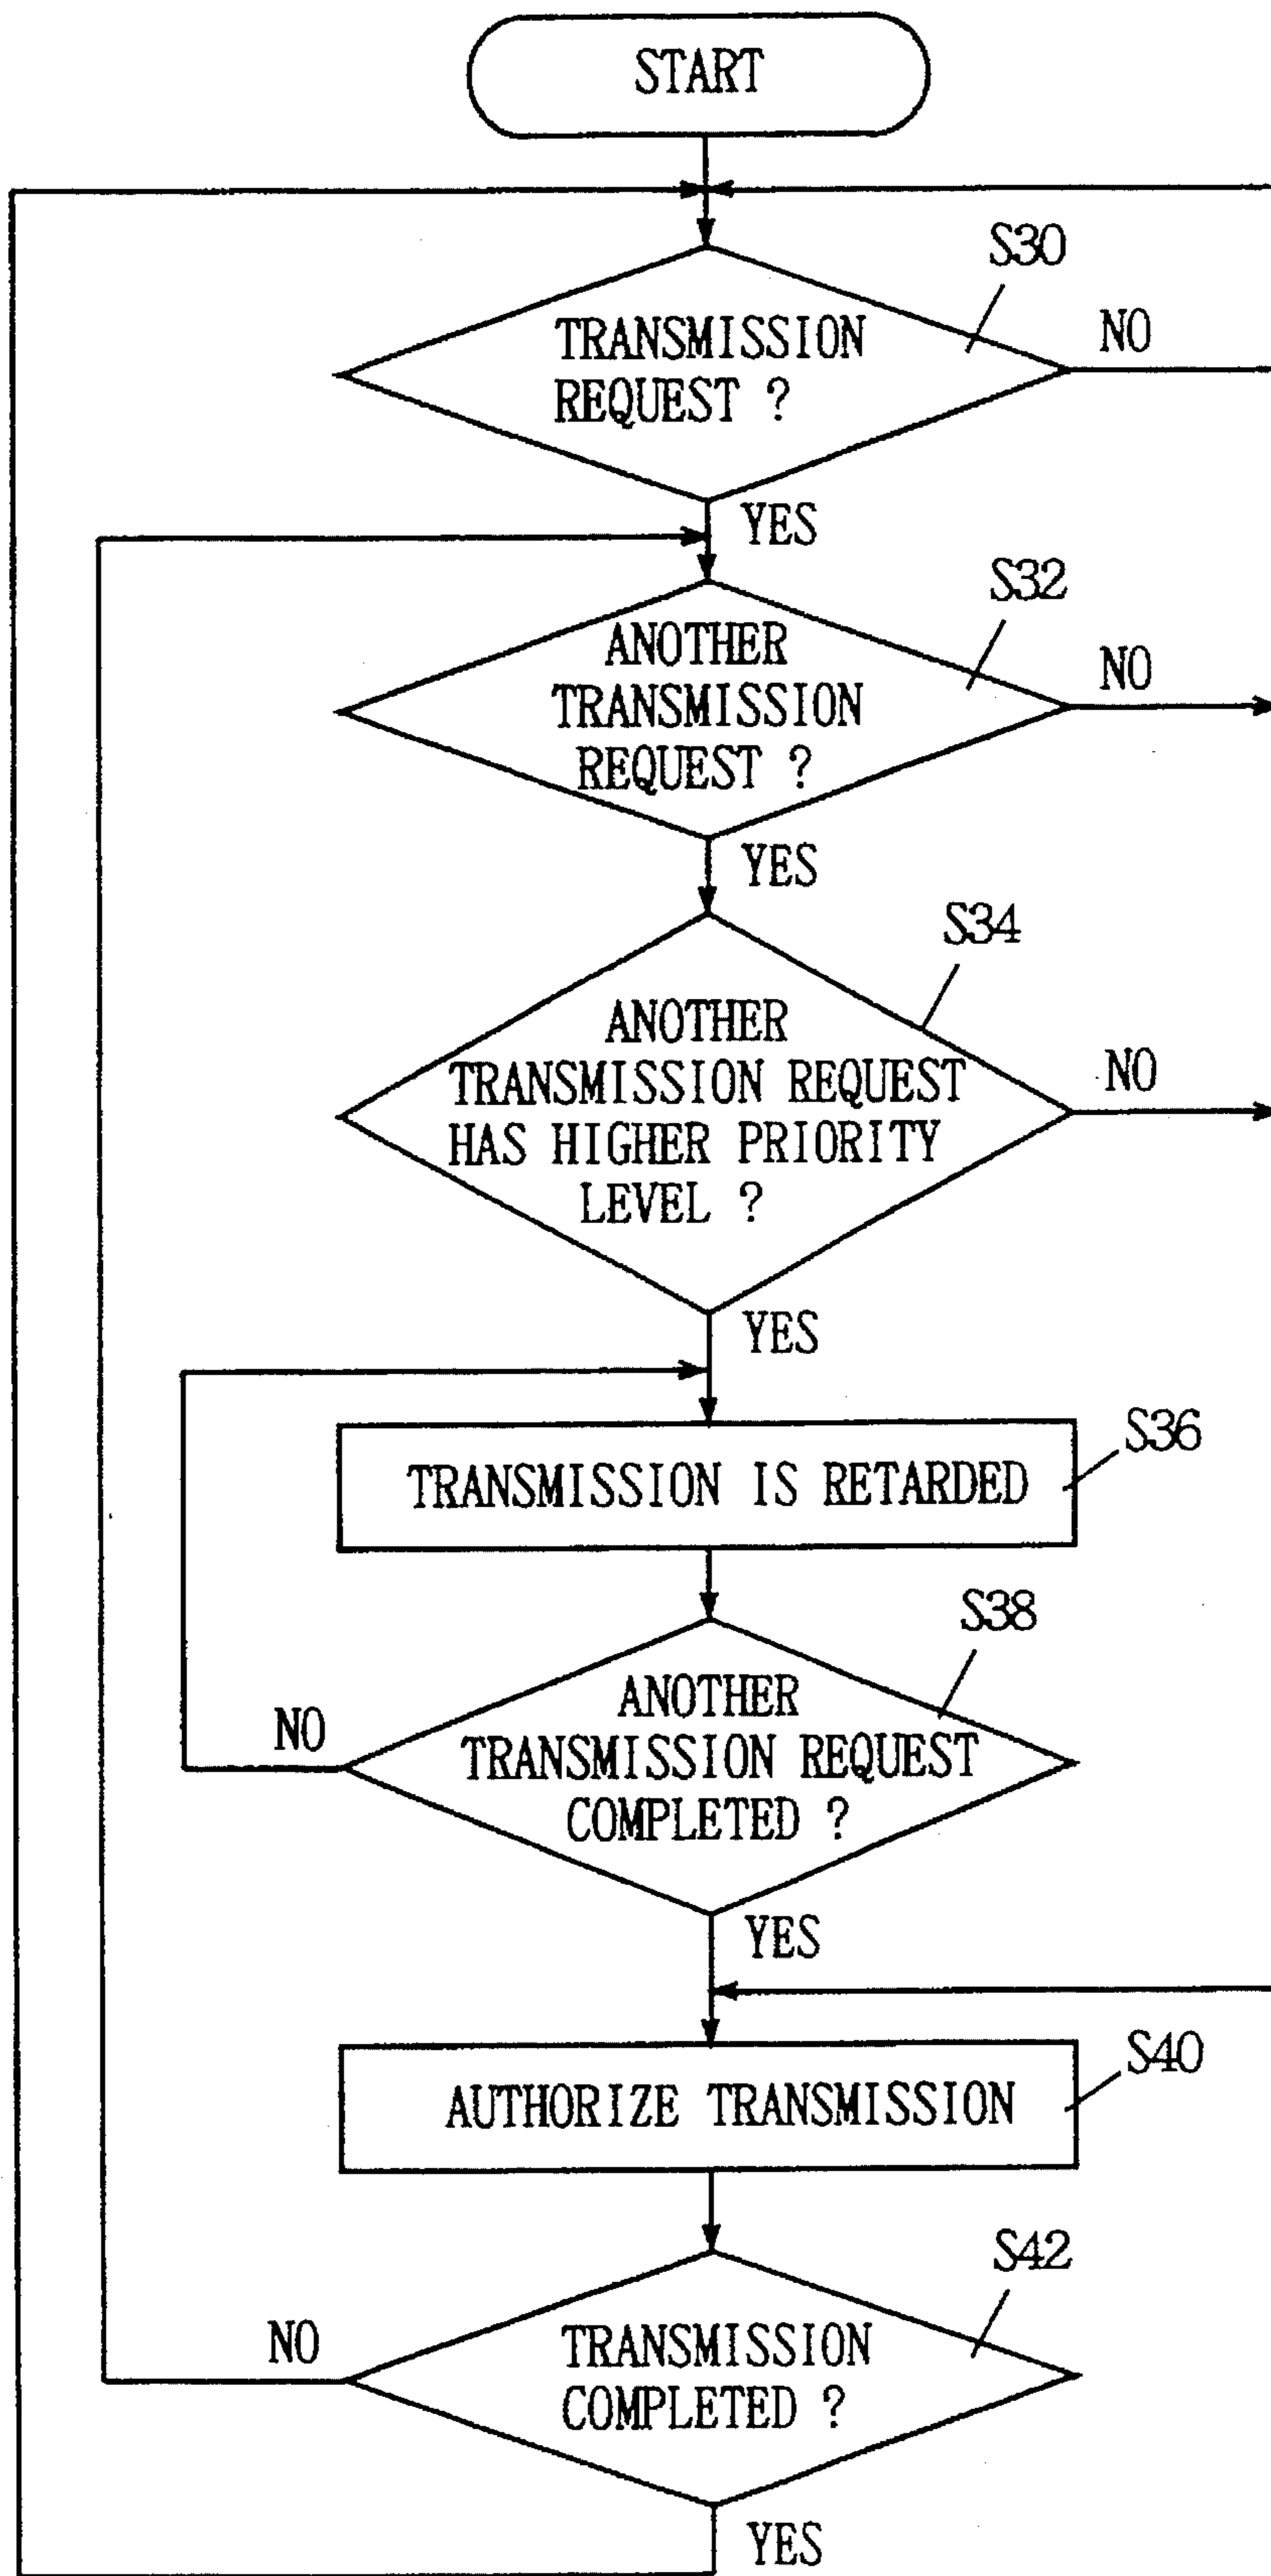 START
S30
TRANSMISSION
REQUEST ?
NO
YES
S32
ANOTHER
TRANSMISSION
REQUEST ?
NO
YES
S34
ANOTHER
TRANSMISSION REQUEST
HAS HIGHER PRIORITY
LEVEL ?
NO
YES
S36
TRANSMISSION IS RETARDED
S38
ANOTHER
TRANSMISSION REQUEST
COMPLETED ?
NO
YES
S40
AUTHORIZE TRANSMISSION
S42
TRANSMISSION
COMPLETED ?
NO
YES